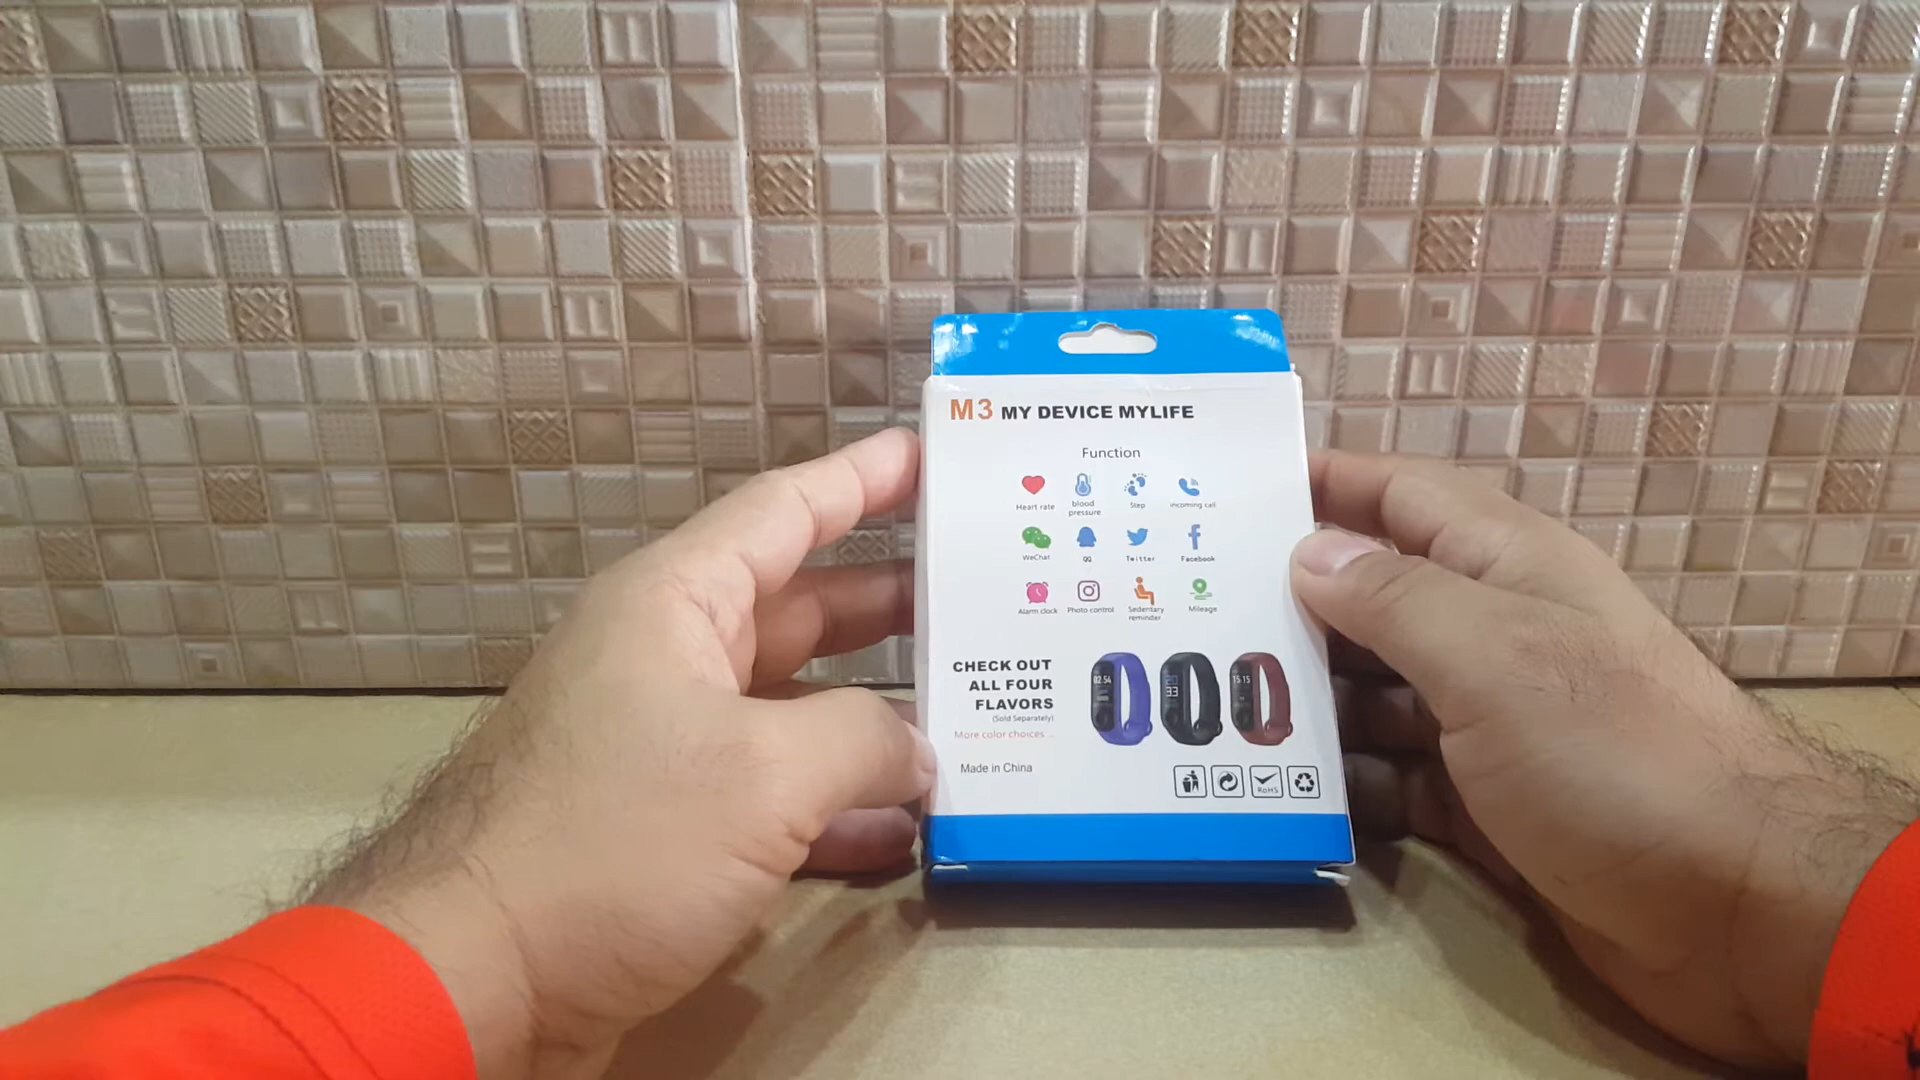 M3 MY DEVICE MYLIFE
Function
Heart rate
blood pressure
Step
incoming call
WeChat
qq
Teitter
Facebook
Alarm clock
Photo control
Sedentary reminder
Mileage
CHECK OUT
ALL FOUR
FLAVORS
(Sold Separately)
More color choices ...
02:54
33
15:15
Made in China
RoHS